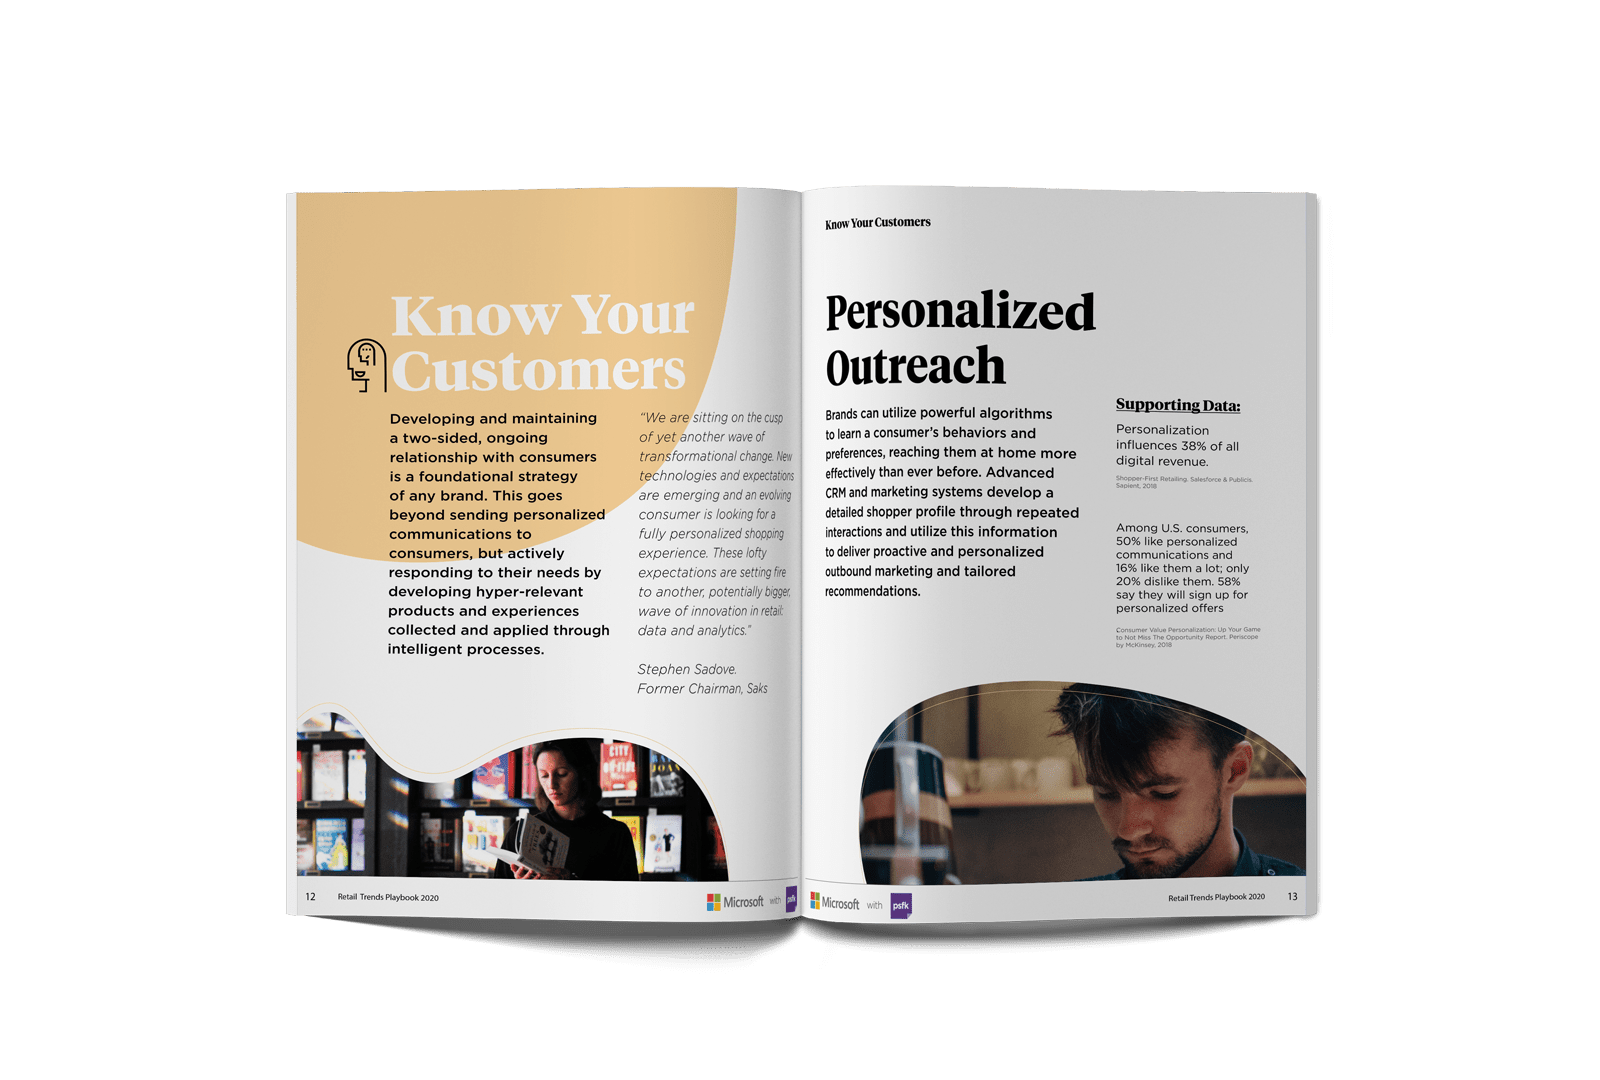 Know Your
Customers
Developing and maintaining
a two-sided, ongoing
relationship with consumers
is a foundational strategy
of any brand. This goes
beyond sending personalized
communications to
consumers, but actively
responding to their needs by
developing hyper-relevant
products and experiences
collected and applied through
intelligent processes.
“We are sitting on the cusp
of yet another wave of
transformational change. New
technologies and expectations
are emerging and an evolving
consumer is looking for a
fully personalized shopping
experience. These lofty
expectations are setting fire
to another, potentially bigger,
wave of innovation in retail:
data and analytics.”
Stephen Sadove.
Former Chairman, Saks
CITY
ON FIRE
12 Retail Trends Playbook 2020
Microsoft with psfk
Know Your Customers
Personalized
Outreach
Brands can utilize powerful algorithms
to learn a consumer’s behaviors and
preferences, reaching them at home more
effectively than ever before. Advanced
CRM and marketing systems develop a
detailed shopper profile through repeated
interactions and utilize this information
to deliver proactive and personalized
outbound marketing and tailored
recommendations.
Supporting Data:
Personalization
influences 38% of all
digital revenue.
Shopper-First Retailing. Salesforce & Publicis.
Sapient, 2018
Among U.S. consumers,
50% like personalized
communications and
16% like them a lot; only
20% dislike them. 58%
say they will sign up for
personalized offers
Consumer Value Personalization: Up Your Game
to Not Miss The Opportunity Report. Periscope
by McKinsey, 2018
Microsoft with psfk
Retail Trends Playbook 2020 13